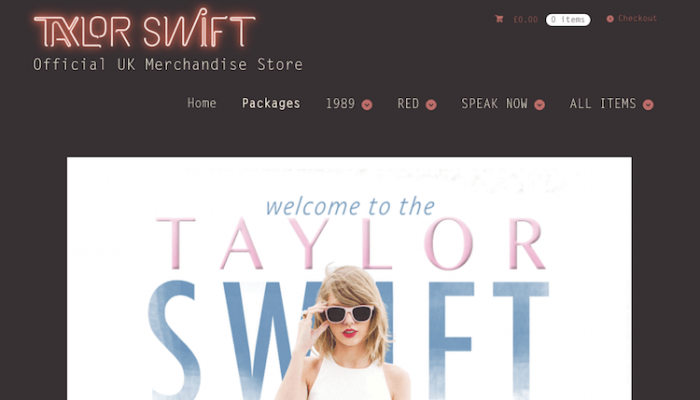 TAYLOR SWIFT
Official UK Merchandise Store
£0.00 0 items Checkout
Home Packages 1989 RED SPEAK NOW ALL ITEMS
welcome to the
TAYLOR
SWIFT